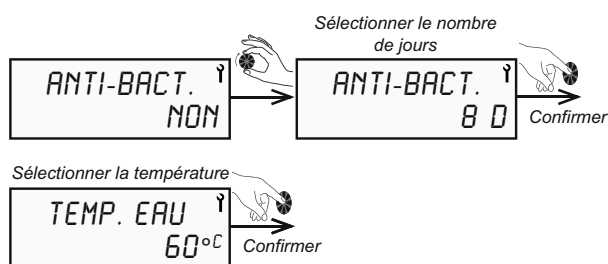 Sélectionner le nombre
de jours
ANTI-BACT.
NON
ANTI-BACT.
8 D
Confirmer
Sélectionner la température
TEMP. EAU
60°C
Confirmer